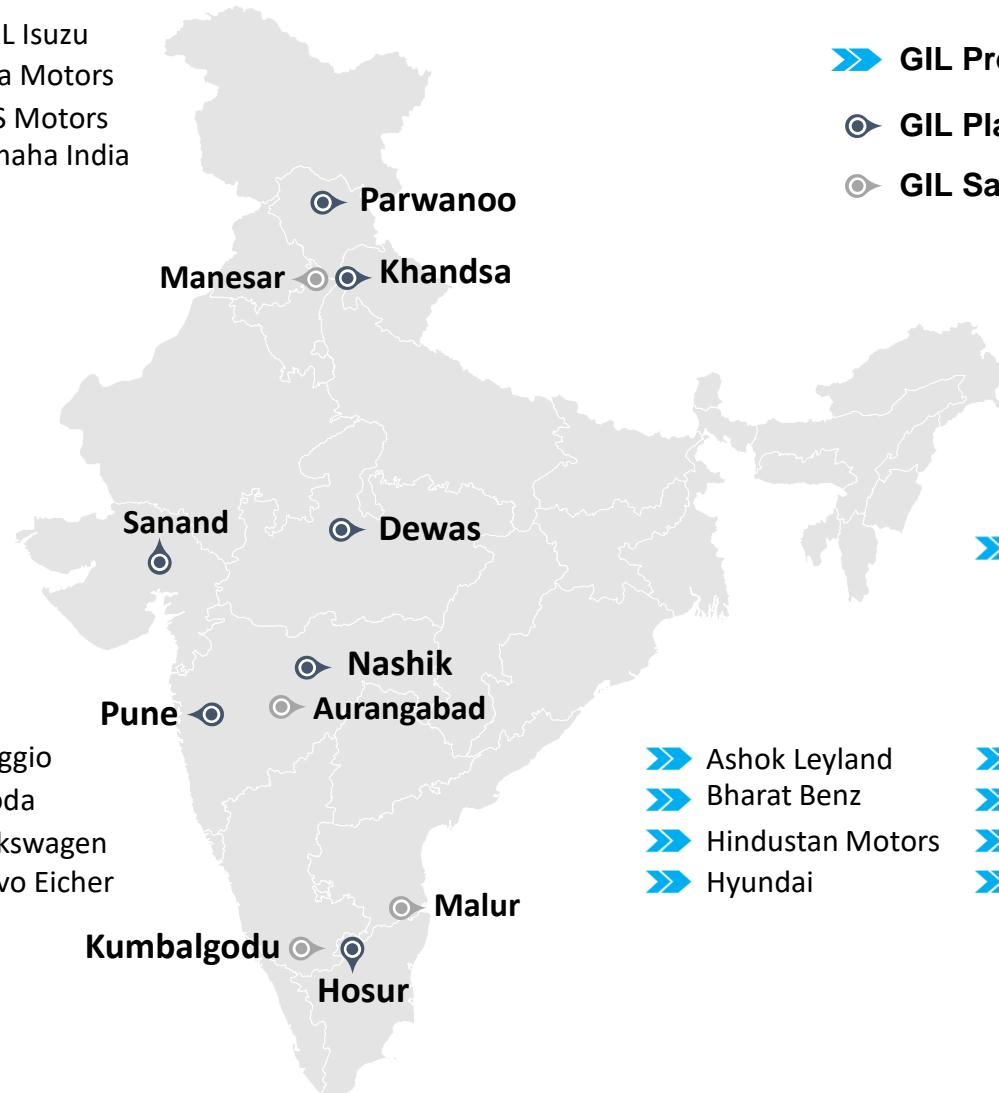 L Isuzu
a Motors
S Motors
maha India
GIL Pr
GIL Pla
GIL Sa
Parwanoo
Manesar
Khandsa
Sanand
Dewas
Nashik
Pune
Aurangabad
ggio
oda
kswagen
vo Eicher
Ashok Leyland
Bharat Benz
Hindustan Motors
Hyundai
Malur
Kumbalgodu
Hosur